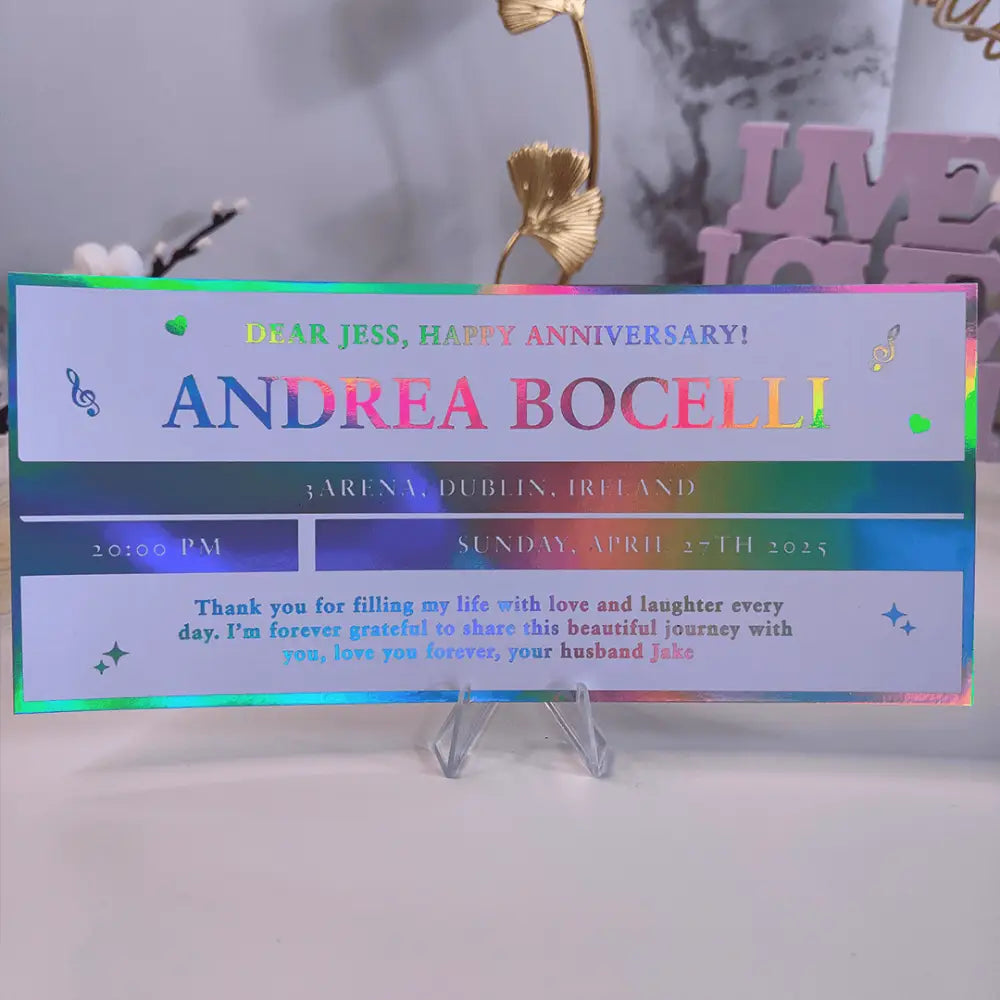 DEAR JESS, HAPPY ANNIVERSARY!
ANDREA BOCELLI
3ARENA, DUBLIN, IRELAND
20:00 PM
SUNDAY, APRIL 27TH 2025
Thank you for filling my life with love and laughter every
day. I'm forever grateful to share this beautiful journey with
you, love you forever, your husband Jake
LIVE